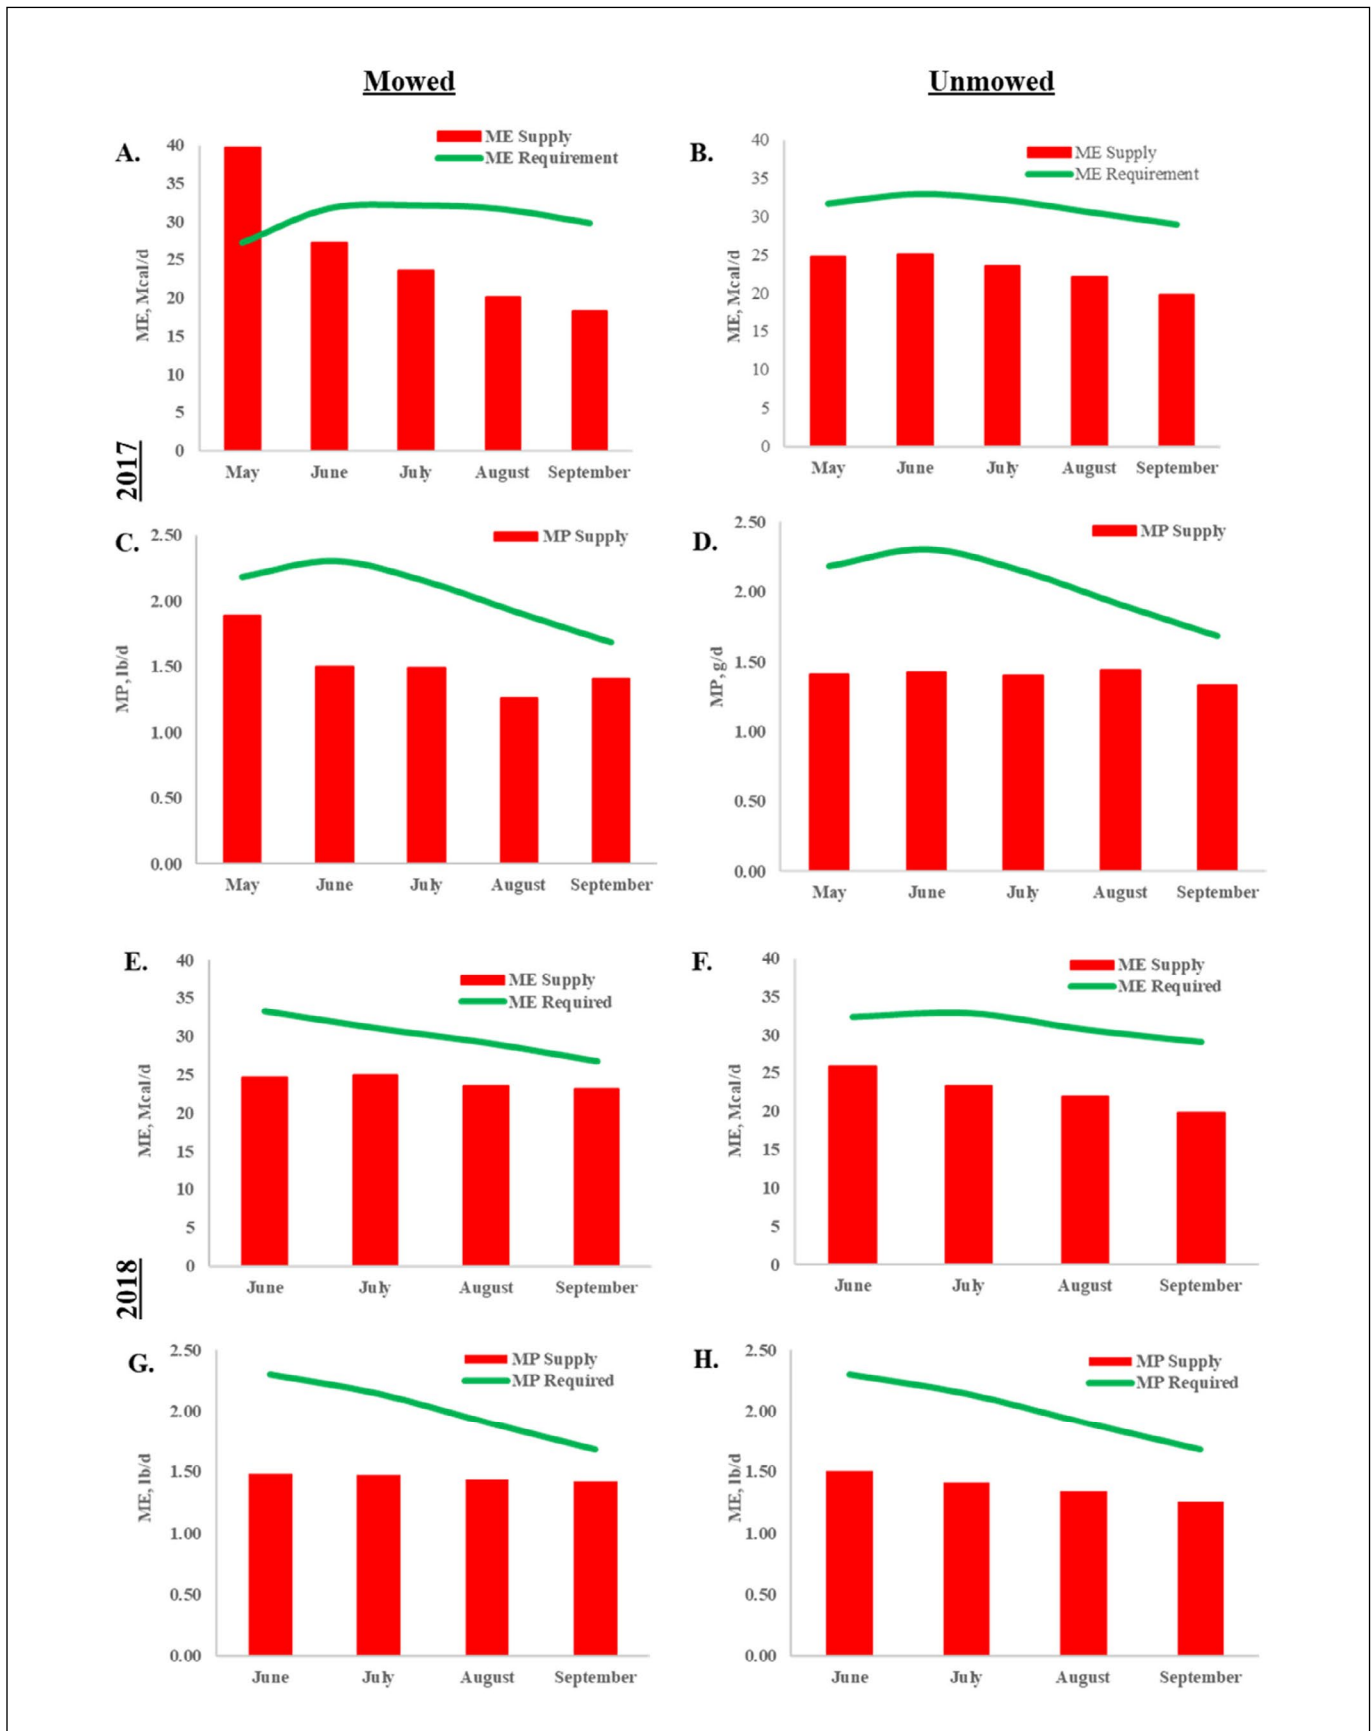 Mowed
Unmowed
A.
ME Supply
ME Requirement
40
35
30
25
20
15
10
5
0
ME, Mcal/d
May June July August September
B.
ME Supply
ME Requirement
40
35
30
25
20
15
10
5
0
ME, Mcal/d
May June July August September
2017
C.
MP Supply
2.50
2.00
1.50
1.00
0.50
0.00
MP, lb/d
May June July August September
D.
MP Supply
2.50
2.00
1.50
1.00
0.50
0.00
MP, g/d
May June July August September
E.
ME Supply
ME Required
40
35
30
25
20
15
10
5
0
ME, Mcal/d
June July August September
F.
ME Supply
ME Required
40
35
30
25
20
15
10
5
0
ME, Mcal/d
June July August September
2018
G.
MP Supply
MP Required
2.50
2.00
1.50
1.00
0.50
0.00
ME, lb/d
June July August September
H.
MP Supply
MP Required
2.50
2.00
1.50
1.00
0.50
0.00
ME, lb/d
June July August September